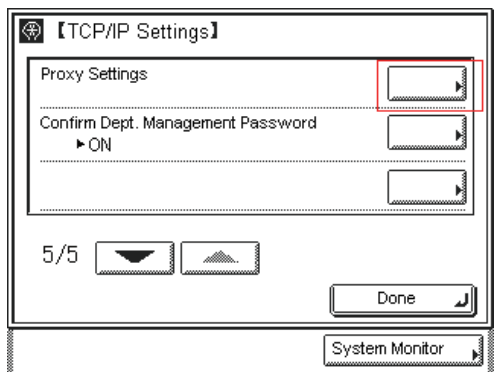 【TCP/IP Settings】
Proxy Settings
Confirm Dept. Management Password
▶ON
5/5
Done
System Monitor